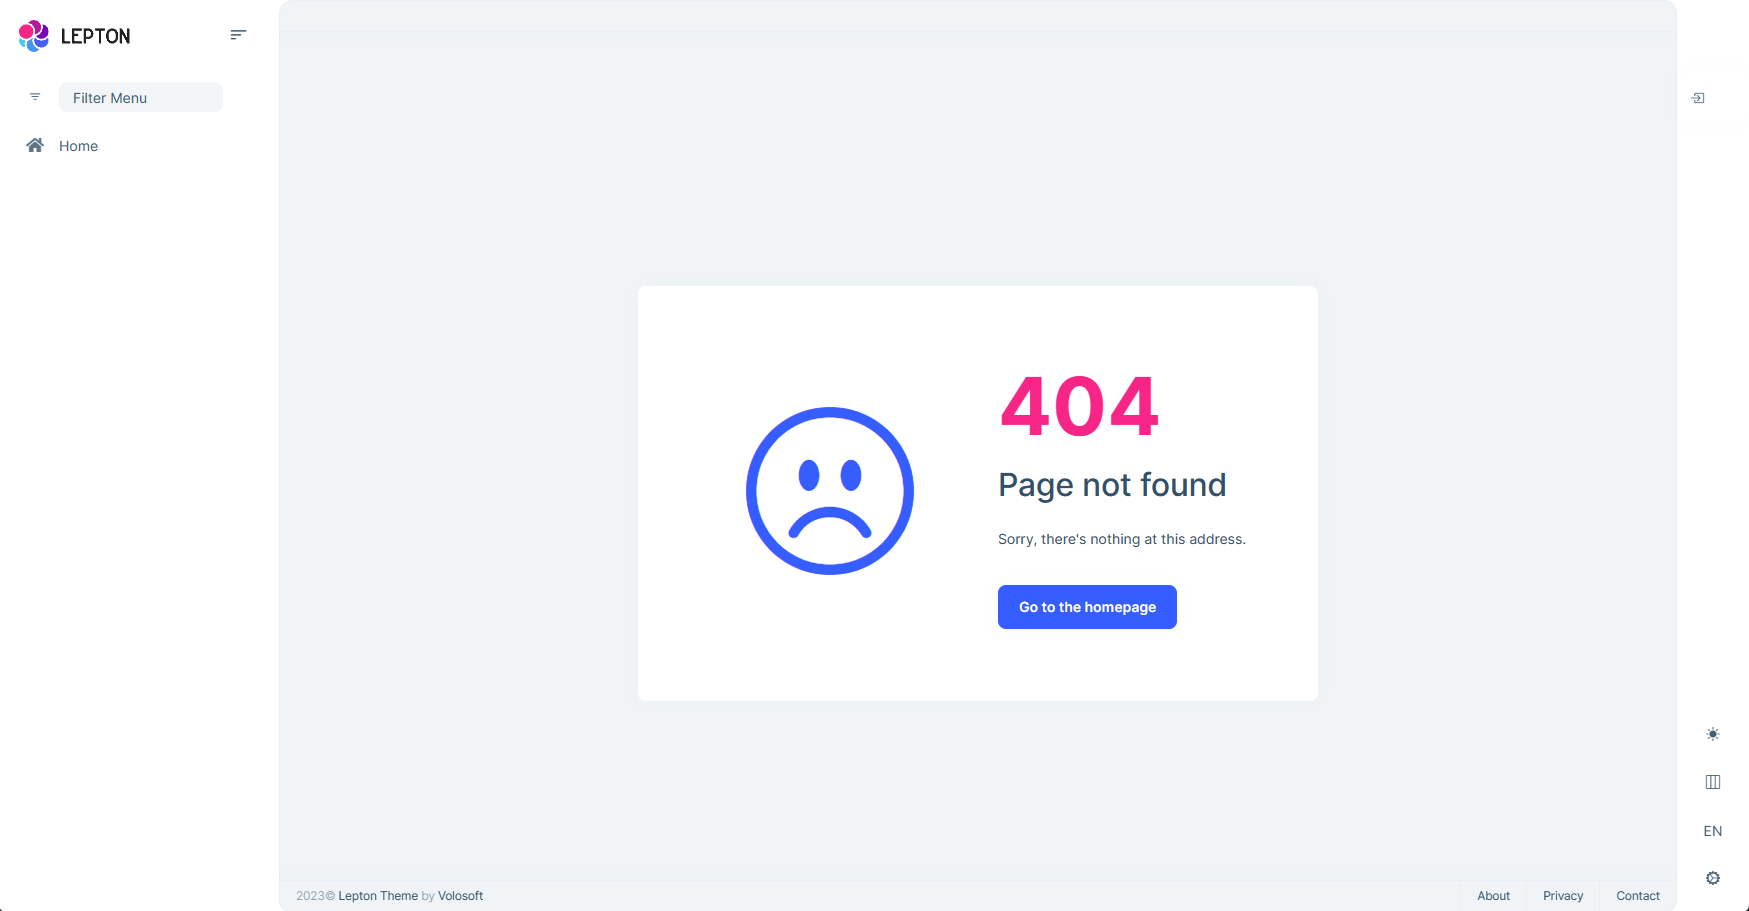 LEPTON
Filter Menu
Home
404
Page not found
Sorry, there's nothing at this address.
Go to the homepage
EN
2023© Lepton Theme by Volosoft
About
Privacy
Contact